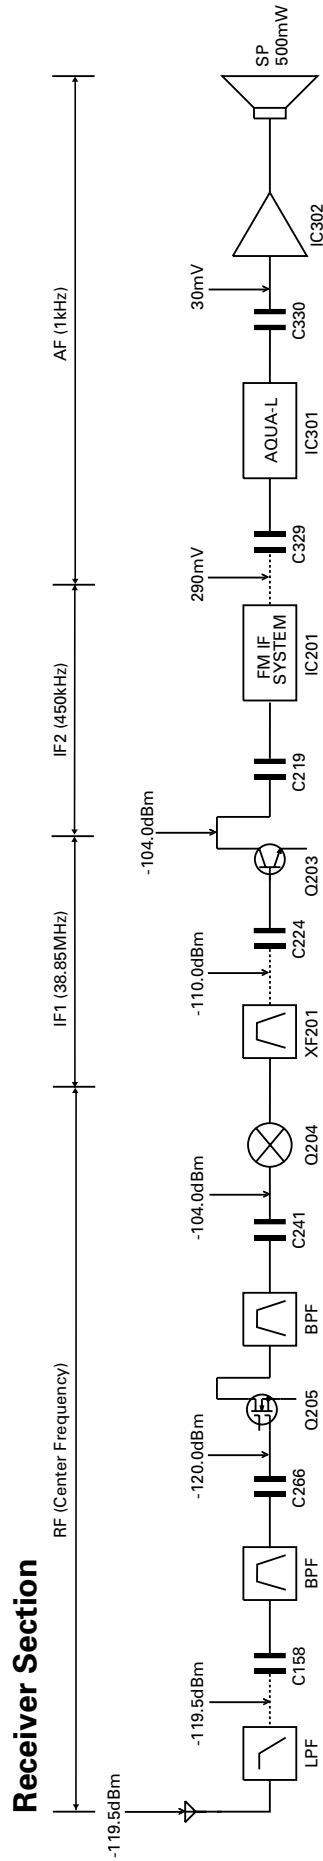 Receiver Section
RF (Center Frequency)
IF1 (38.85MHz)
IF2 (450kHz)
AF (1kHz)
-119.5dBm
-119.5dBm
-120.0dBm
-104.0dBm
-110.0dBm
-104.0dBm
290mV
30mV
SP
500mW
LPF
C158
BPF
C266
Q205
BPF
C241
Q204
XF201
C224
Q203
C219
FM IF
SYSTEM
IC201
C329
AQUA-L
IC301
C330
IC302